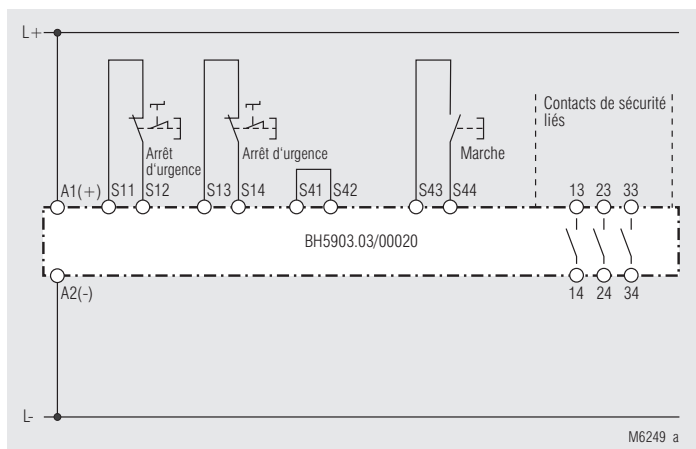 L+
Contacts de sécurité
liés
Arrêt
d'urgence
Arrêt d'urgence
Marche
A1(+) S11 S12 S13 S14 S41 S42 S43 S44 13 23 33
BH5903.03/00020
A2(-) 14 24 34
L-
M6249 a